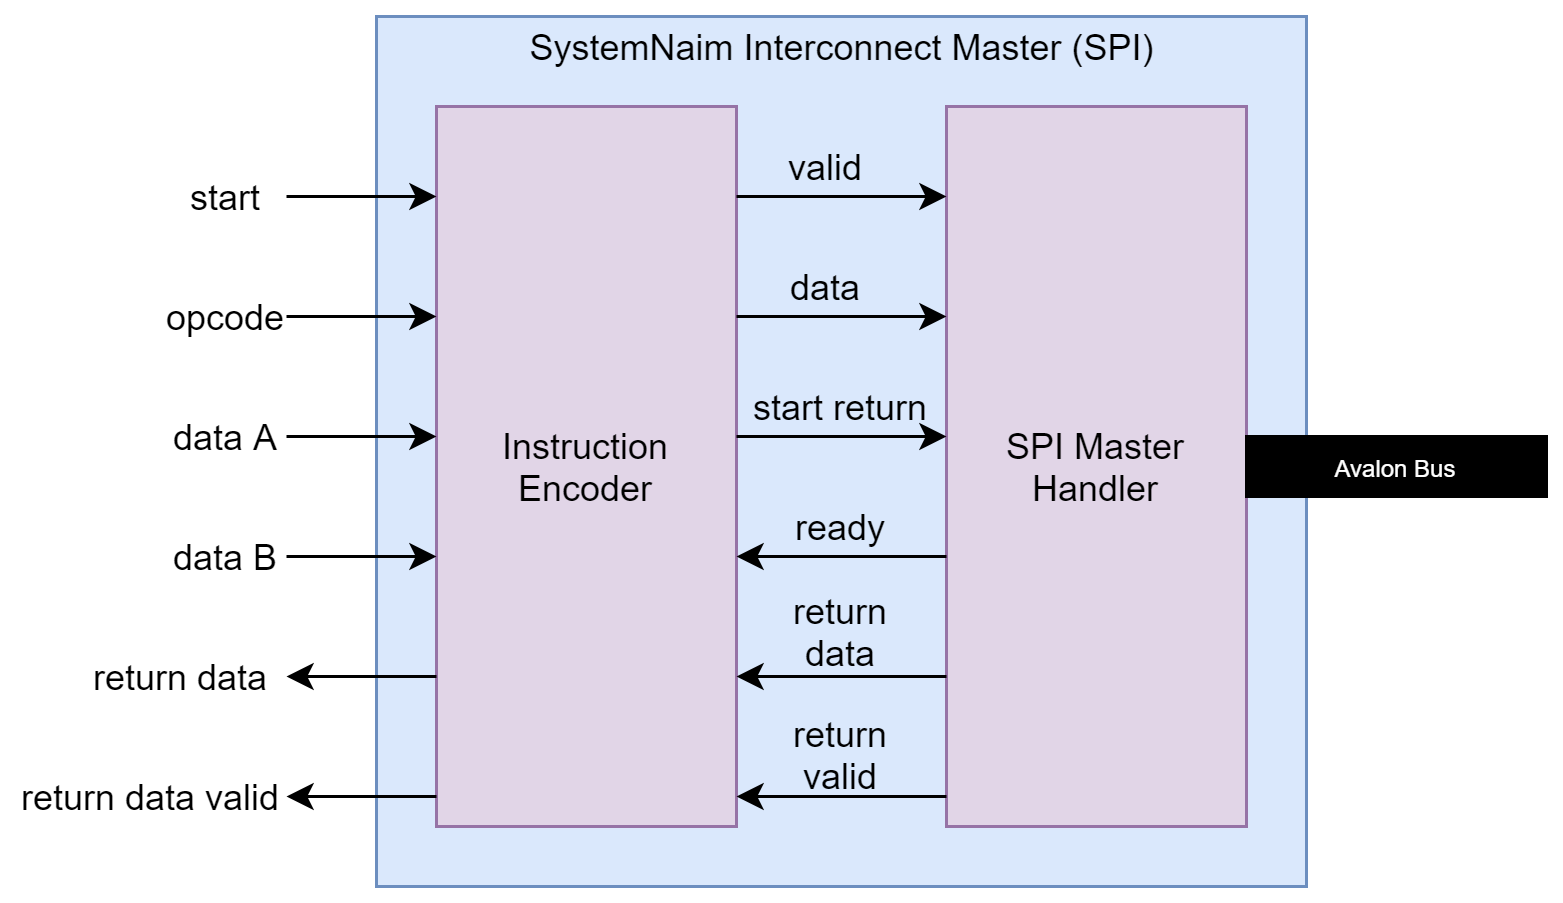 SystemNaim Interconnect Master (SPI)
start
opcode
data A
data B
return data
return data valid
Instruction
Encoder
valid
data
start return
ready
return
data
return
valid
SPI Master
Handler
Avalon Bus